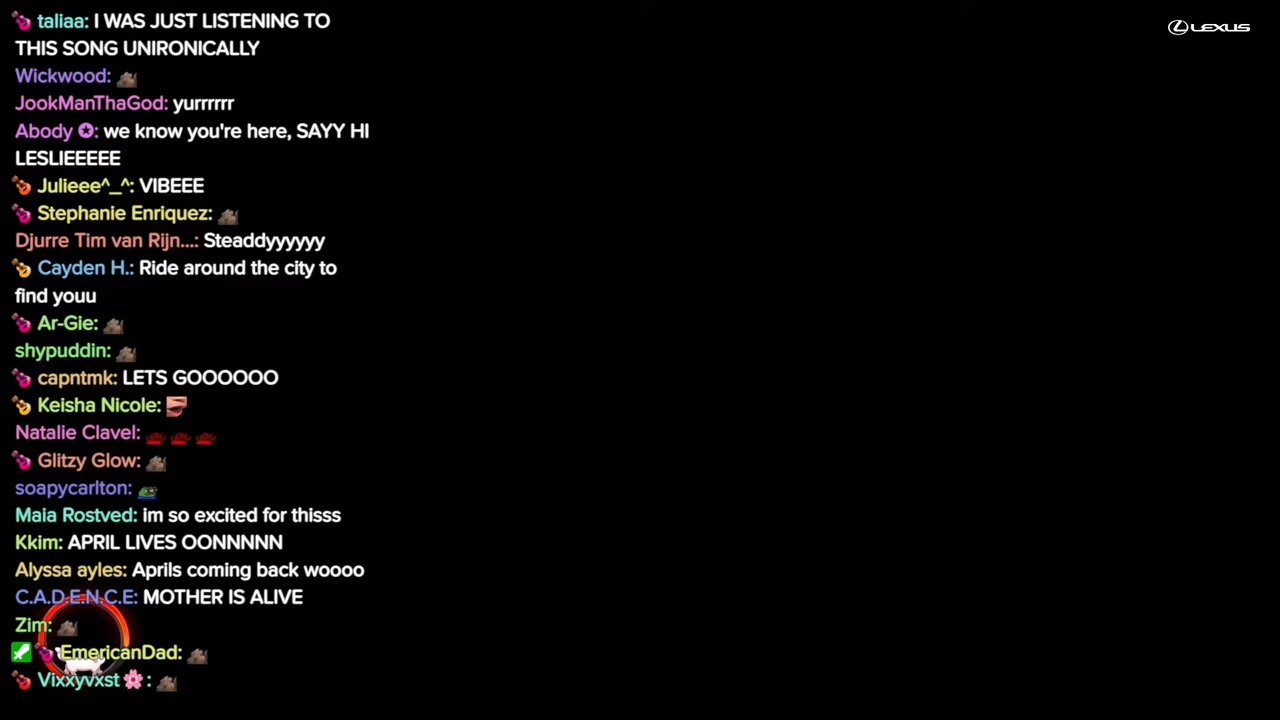 taliaa: I WAS JUST LISTENING TO
THIS SONG UNIRONICALLY
LEXUS
Wickwood:
JookManThaGod: yurrrrrr
Abody ✪: we know you're here, SAYY HI
LESLIEEEEE
Julieee^_^: VIBEEE
Stephanie Enriquez:
Djurre Tim van Rijn...: Steaddyyyyyy
Cayden H.: Ride around the city to
find youu
Ar-Gie:
shypuddin:
capntmk: LETS GOOOOOO
Keisha Nicole:
Natalie Clavel:
Glitzy Glow:
soapycarlton:
Maia Rostved: im so excited for thisss
Kkim: APRIL LIVES OONNNNN
Alyssa ayles: Aprils coming back woooo
C.A.D.E.N.C.E: MOTHER IS ALIVE
Zim:
EmericanDad:
Vixxyvxst🌸: